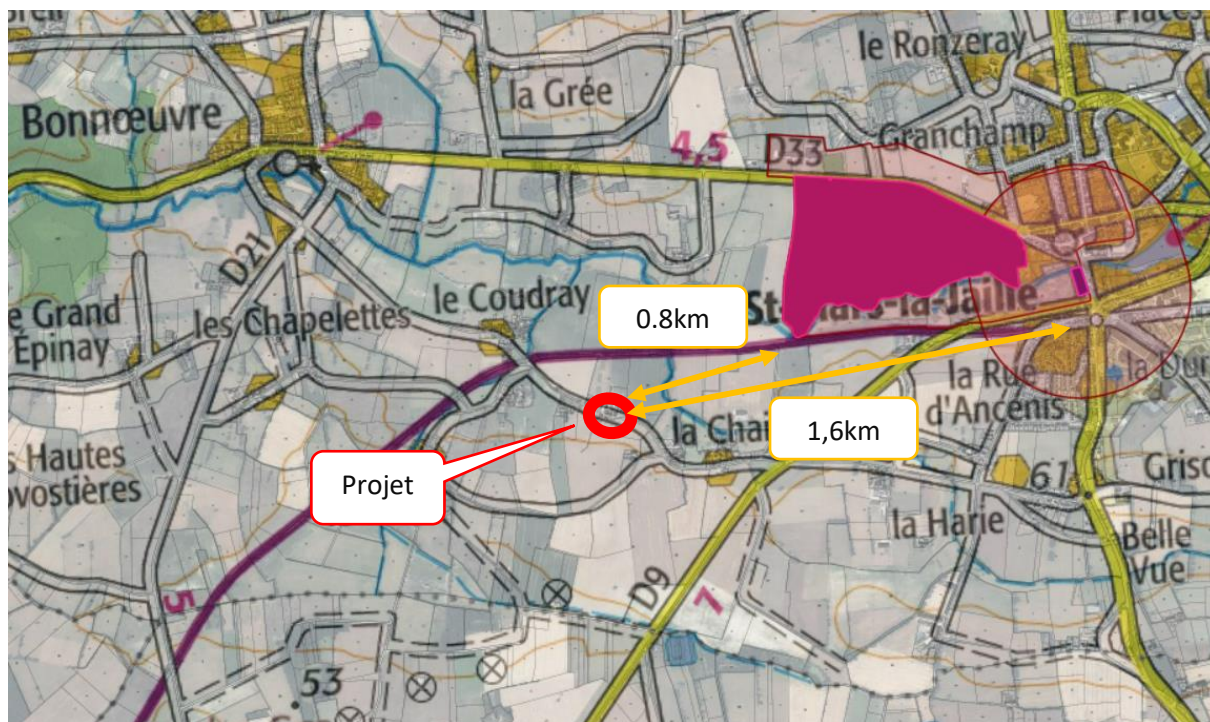 le Ronzeray
la Grée
Bonnœuvre
Granchamp
4,5
D33
D21
le Coudray
0.8km
Grand
Épinay
les Chapelettes
la Rue
d'Ancenis
1,6km
Hautes
Projet
61
la Harie
Belle
Vue
5
D9
7
53